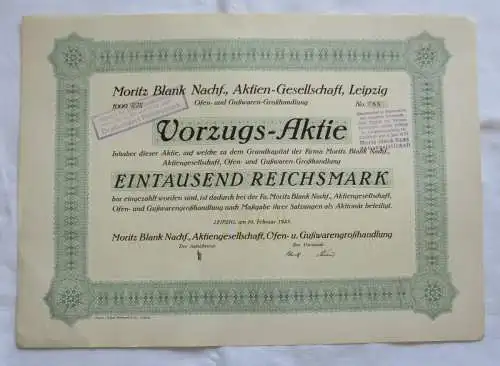 Moritz Blank Nachf., Aktien-Gesellschaft, Leipzig
1000 RM
Ofen- und Gußwaren-Großhandlung
No.
Vorzugs-Aktie
Inhaber dieser Aktie, auf welche zu dem Grundkapital der Firma Moritz Blank Nachf.,
Aktiengesellschaft, Ofen- und Gußwaren-Großhandlung
EINTAUSEND REICHSMARK
bar eingezahlt worden sind, ist dadurch bei der Fa. Moritz Blank Nachf., Aktiengesellschaft,
Ofen- und Gußwarengroßhandlung nach Maßgabe ihrer Satzungen als Aktionär beteiligt.
LEIPZIG, am 14. Februar
Moritz Blank Nachf., Aktiengesellschaft, Ofen- u. Gußwarengroßhandlung
Der Aufsichtsrat
Der Vorstand